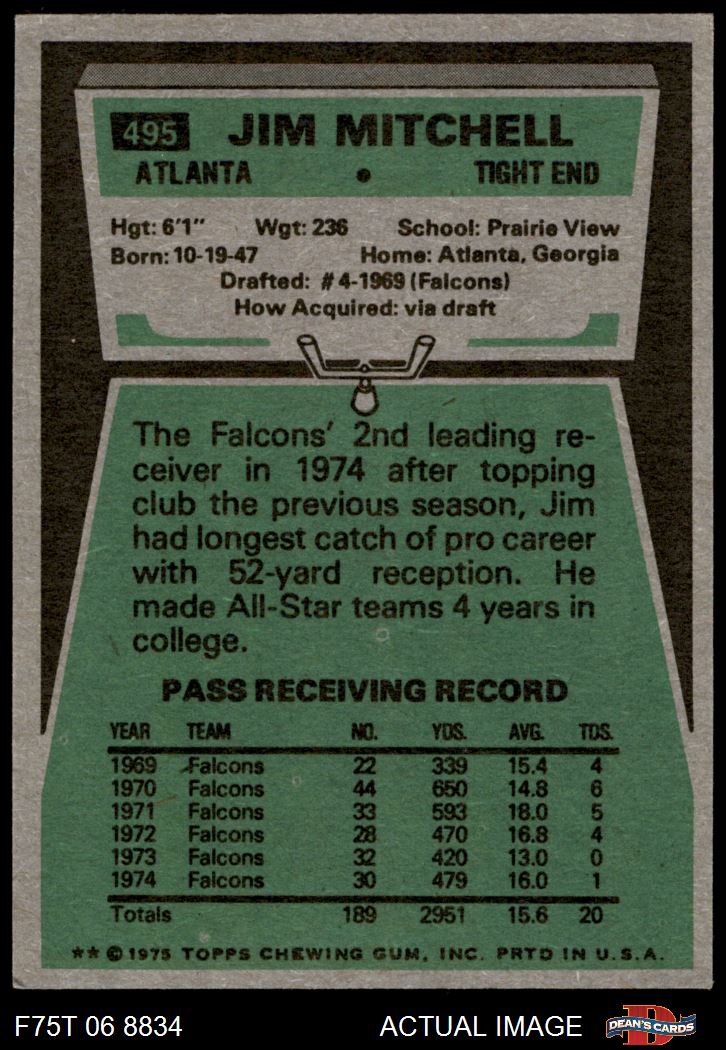 495 JIM MITCHELL
ATLANTA • TIGHT END
Hgt: 6'1" Wgt: 236 School: Prairie View
Born: 10-19-47 Home: Atlanta, Georgia
Drafted: #4-1969 (Falcons)
How Acquired: via draft
The Falcons' 2nd leading re-
ceiver in 1974 after topping
club the previous season, Jim
had longest catch of pro career
with 52-yard reception. He
made All-Star teams 4 years in
college.
PASS RECEIVING RECORD
YEAR TEAM NO. YDS. AVG. TDS.
1969 Falcons 22 339 15.4 4
1970 Falcons 44 650 14.8 6
1971 Falcons 33 593 18.0 5
1972 Falcons 28 470 16.8 4
1973 Falcons 32 420 13.0 0
1974 Falcons 30 479 16.0 1
Totals 189 2951 15.6 20
** © 1975 TOPPS CHEWING GUM, INC. PRTD IN U.S.A.
F75T 06 8834 ACTUAL IMAGE D DEAN'S CARDS